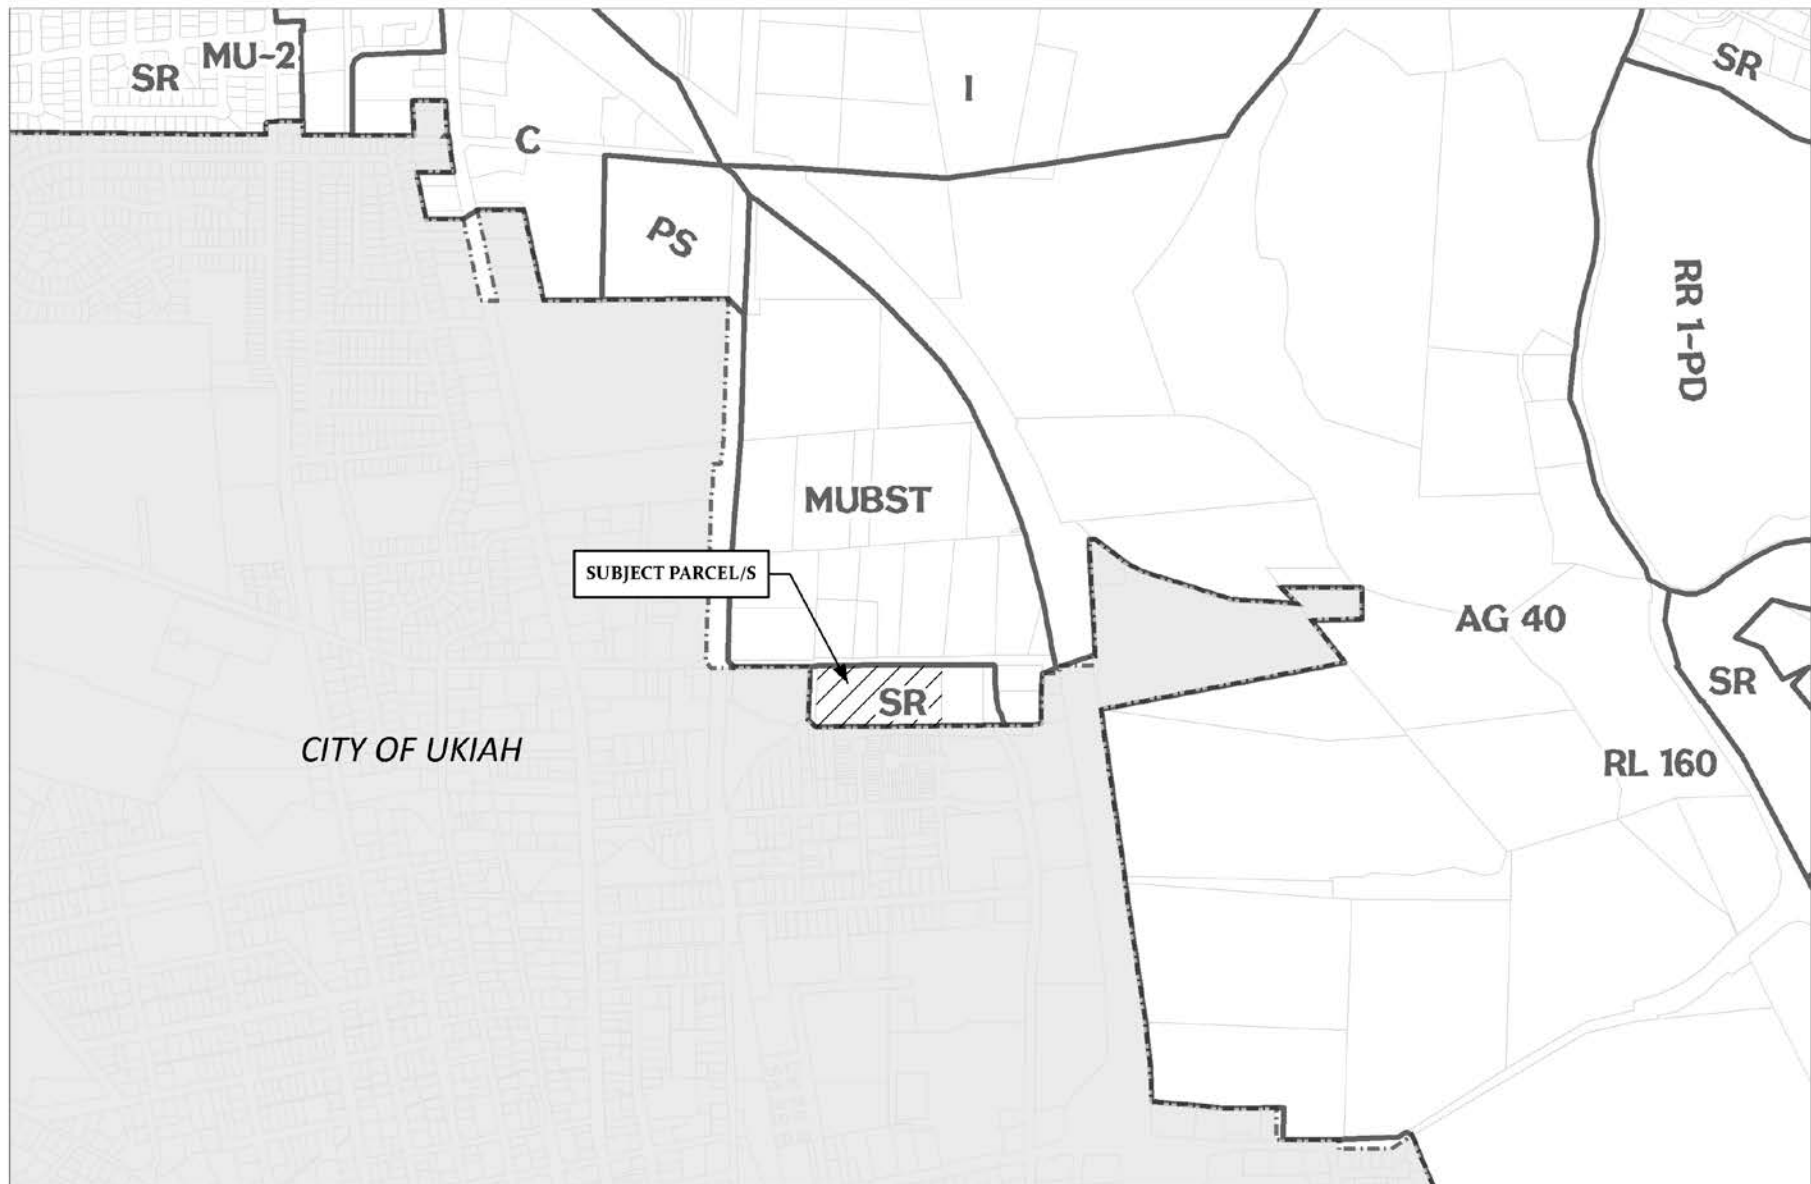 MU-2
SR
SR
I
C
PS
RR 1-PD
MUBST
SUBJECT PARCEL/S
AG 40
SR
SR
CITY OF UKIAH
RL 160